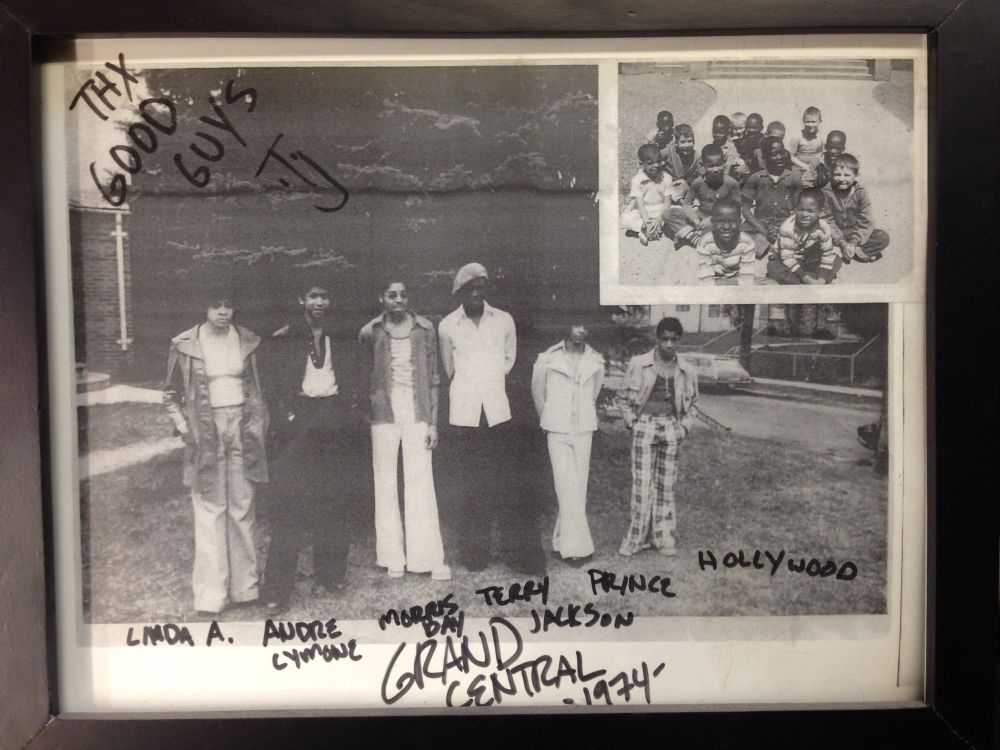 THX
GOOD
GUYS
T.J
LINDA A.
ANDRE
CYMONE
MORRIS
DAY
TERRY
JACKSON
PRINCE
HOLLYWOOD
GRAND
CENTRAL
-1974-